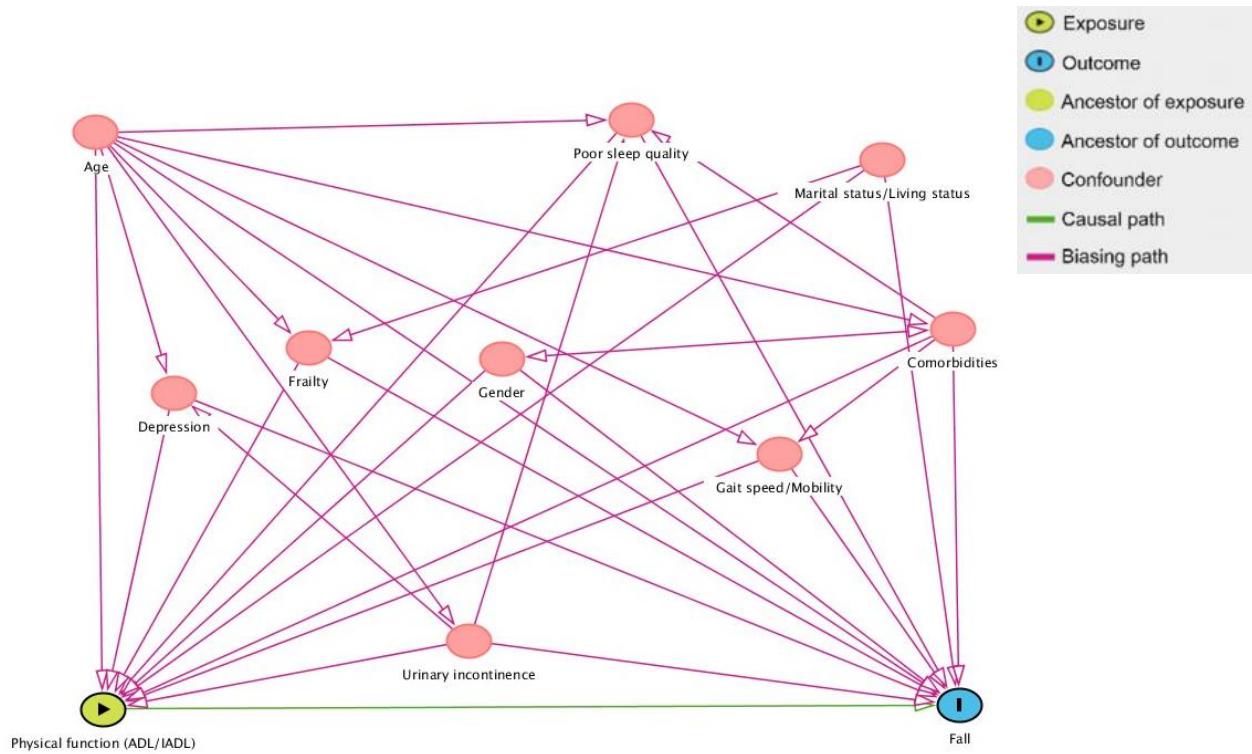 Exposure
Outcome
Ancestor of exposure
Ancestor of outcome
Confounder
Causal path
Biasing path
Age
Poor sleep quality
Marital status/Living status
Frailty
Gender
Comorbidities
Depression
Gait speed/Mobility
Urinary incontinence
Physical function (ADL/IADL)
Fall